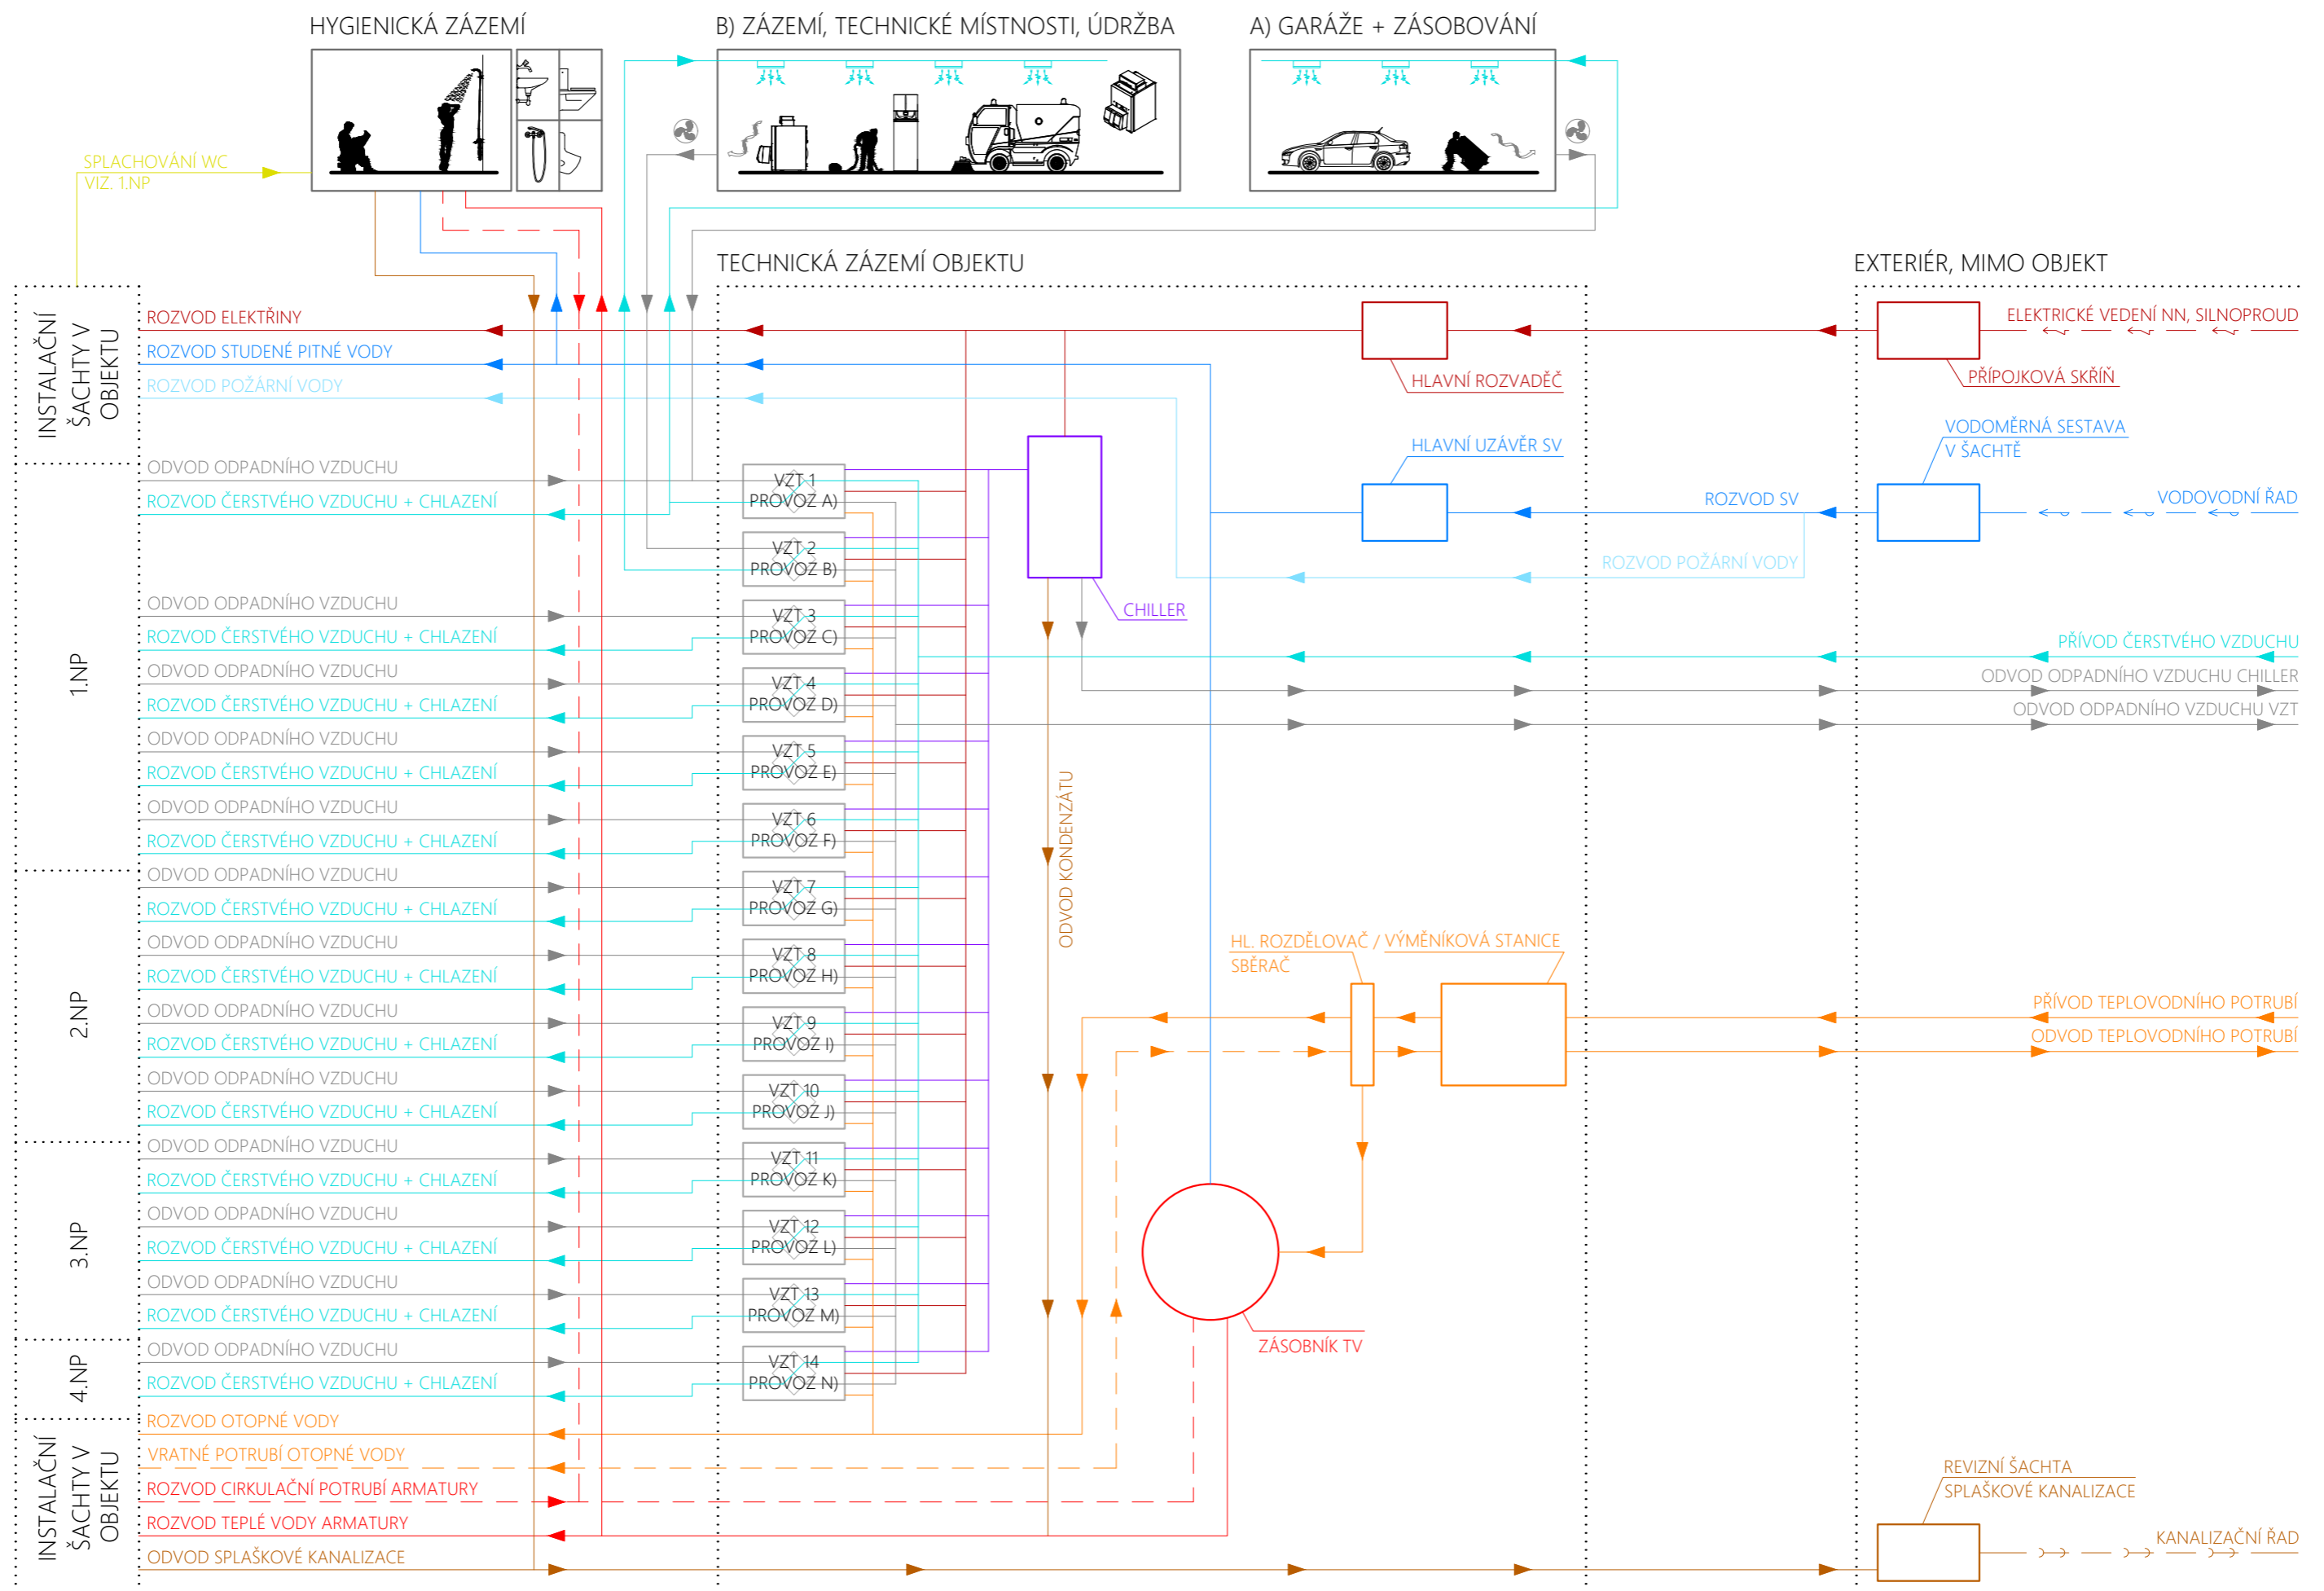 HYGIENICKÁ ZÁZEMÍ
B) ZÁZEMÍ, TECHNICKÉ MÍSTNOSTI, ÚDRŽBA
A) GARÁŽE + ZÁSOBOVÁNÍ
SPLACHOVÁNÍ WC
VIZ. 1.NP
TECHNICKÁ ZÁZEMÍ OBJEKTU
EXTERIÉR, MIMO OBJEKT
INSTALAČNÍ
ŠACHTY V
OBJEKTU
ROZVOD ELEKTŘINY
ROZVOD STUDENÉ PITNÉ VODY
ROZVOD POŽÁRNÍ VODY
HLAVNÍ ROZVADĚČ
ELEKTRICKÉ VEDENÍ NN, SILNOPROUD
PŘÍPOJKOVÁ SKŘÍŇ
HLAVNÍ UZÁVĚR SV
VODOMĚRNÁ SESTAVA
V ŠACHTĚ
ROZVOD SV
VODOVODNÍ ŘAD
ROZVOD POŽÁRNÍ VODY
CHILLER
PŘÍVOD ČERSTVÉHO VZDUCHU
ODVOD ODPADNÍHO VZDUCHU CHILLER
ODVOD ODPADNÍHO VZDUCHU VZT
1.NP
ODVOD ODPADNÍHO VZDUCHU
ROZVOD ČERSTVÉHO VZDUCHU + CHLAZENÍ
VZT 1
PROVOZ A)
VZT 2
PROVOZ B)
ODVOD ODPADNÍHO VZDUCHU
ROZVOD ČERSTVÉHO VZDUCHU + CHLAZENÍ
VZT 3
PROVOZ C)
ODVOD ODPADNÍHO VZDUCHU
ROZVOD ČERSTVÉHO VZDUCHU + CHLAZENÍ
VZT 4
PROVOZ D)
ODVOD ODPADNÍHO VZDUCHU
ROZVOD ČERSTVÉHO VZDUCHU + CHLAZENÍ
VZT 5
PROVOZ E)
ODVOD ODPADNÍHO VZDUCHU
ROZVOD ČERSTVÉHO VZDUCHU + CHLAZENÍ
VZT 6
PROVOZ F)
2.NP
ODVOD ODPADNÍHO VZDUCHU
ROZVOD ČERSTVÉHO VZDUCHU + CHLAZENÍ
VZT 7
PROVOZ G)
ODVOD ODPADNÍHO VZDUCHU
ROZVOD ČERSTVÉHO VZDUCHU + CHLAZENÍ
VZT 8
PROVOZ H)
ODVOD ODPADNÍHO VZDUCHU
ROZVOD ČERSTVÉHO VZDUCHU + CHLAZENÍ
VZT 9
PROVOZ I)
ODVOD ODPADNÍHO VZDUCHU
ROZVOD ČERSTVÉHO VZDUCHU + CHLAZENÍ
VZT 10
PROVOZ J)
3.NP
ODVOD ODPADNÍHO VZDUCHU
ROZVOD ČERSTVÉHO VZDUCHU + CHLAZENÍ
VZT 11
PROVOZ K)
ODVOD ODPADNÍHO VZDUCHU
ROZVOD ČERSTVÉHO VZDUCHU + CHLAZENÍ
VZT 12
PROVOZ L)
ODVOD ODPADNÍHO VZDUCHU
ROZVOD ČERSTVÉHO VZDUCHU + CHLAZENÍ
VZT 13
PROVOZ M)
4.NP
ODVOD ODPADNÍHO VZDUCHU
ROZVOD ČERSTVÉHO VZDUCHU + CHLAZENÍ
VZT 14
PROVOZ N)
ODVOD KONDENZÁTU
HL. ROZDĚLOVAČ /
SBĚRAČ
VÝMĚNÍKOVÁ STANICE
PŘÍVOD TEPLOVODNÍHO POTRUBÍ
ODVOD TEPLOVODNÍHO POTRUBÍ
ZÁSOBNÍK TV
INSTALAČNÍ
ŠACHTY V
OBJEKTU
ROZVOD OTOPNÉ VODY
VRATNÉ POTRUBÍ OTOPNÉ VODY
ROZVOD CIRKULAČNÍ POTRUBÍ ARMATURY
ROZVOD TEPLÉ VODY ARMATURY
ODVOD SPLAŠKOVÉ KANALIZACE
REVIZNÍ ŠACHTA
SPLAŠKOVÉ KANALIZACE
KANALIZAČNÍ ŘAD